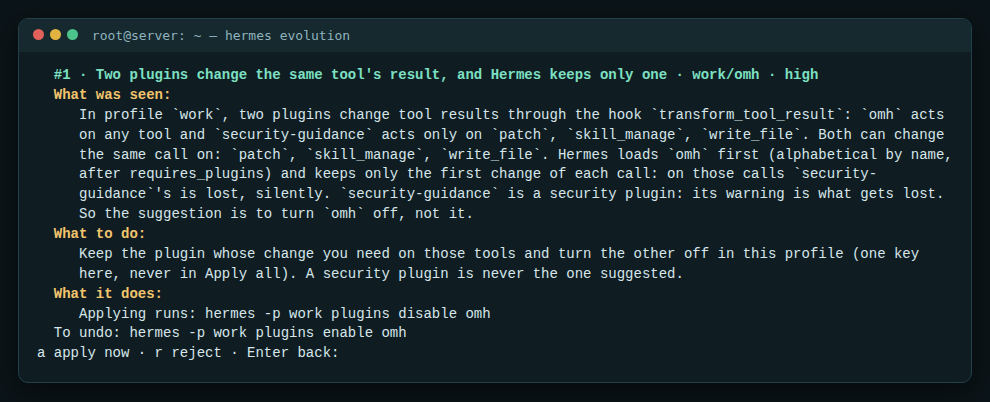 root@server: ~ — hermes evolution
#1 · Two plugins change the same tool's result, and Hermes keeps only one · work/omh · high
What was seen:
In profile `work`, two plugins change tool results through the hook `transform_tool_result`: `omh` acts
on any tool and `security-guidance` acts only on `patch`, `skill_manage`, `write_file`. Both can change
the same call on: `patch`, `skill_manage`, `write_file`. Hermes loads `omh` first (alphabetical by name,
after requires_plugins) and keeps only the first change of each call: on those calls `security-
guidance`'s is lost, silently. `security-guidance` is a security plugin: its warning is what gets lost.
So the suggestion is to turn `omh` off, not it.
What to do:
Keep the plugin whose change you need on those tools and turn the other off in this profile (one key
here, never in Apply all). A security plugin is never the one suggested.
What it does:
Applying runs: hermes -p work plugins disable omh
To undo: hermes -p work plugins enable omh
a apply now · r reject · Enter back: